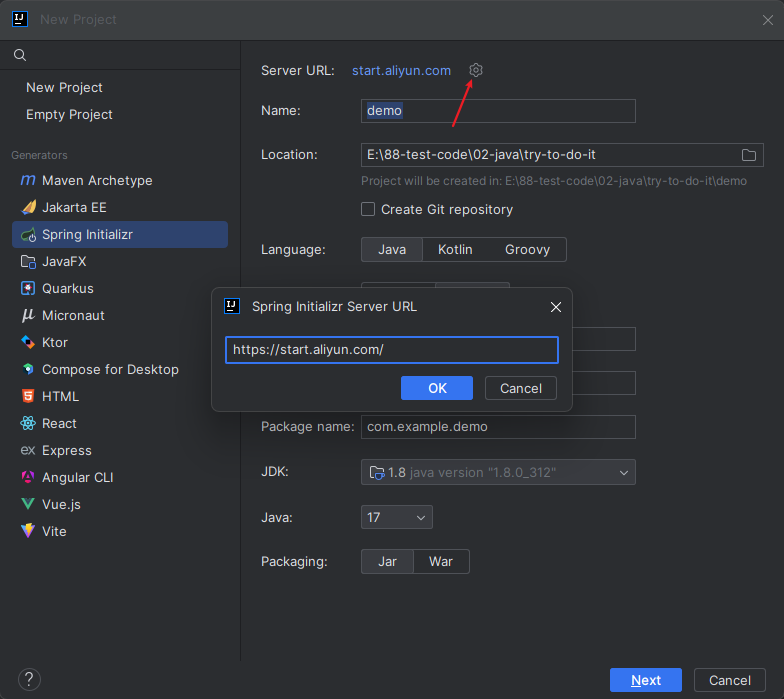 New Project
New Project
Empty Project
Generators
Maven Archetype
Jakarta EE
Spring Initializr
JavaFX
Quarkus
Micronaut
Ktor
Compose for Desktop
HTML
React
Express
Angular CLI
Vue.js
Vite
Server URL: start.aliyun.com
Name: demo
Location: E:\88-test-code\02-java\try-to-do-it
Project will be created in: E:\88-test-code\02-java\try-to-do-it\demo
Create Git repository
Language: Java Kotlin Groovy
Spring Initializr Server URL
https://start.aliyun.com/
OK Cancel
Package name: com.example.demo
JDK: 1.8 java version "1.8.0_312"
Java: 17
Packaging: Jar War
? Next Cancel